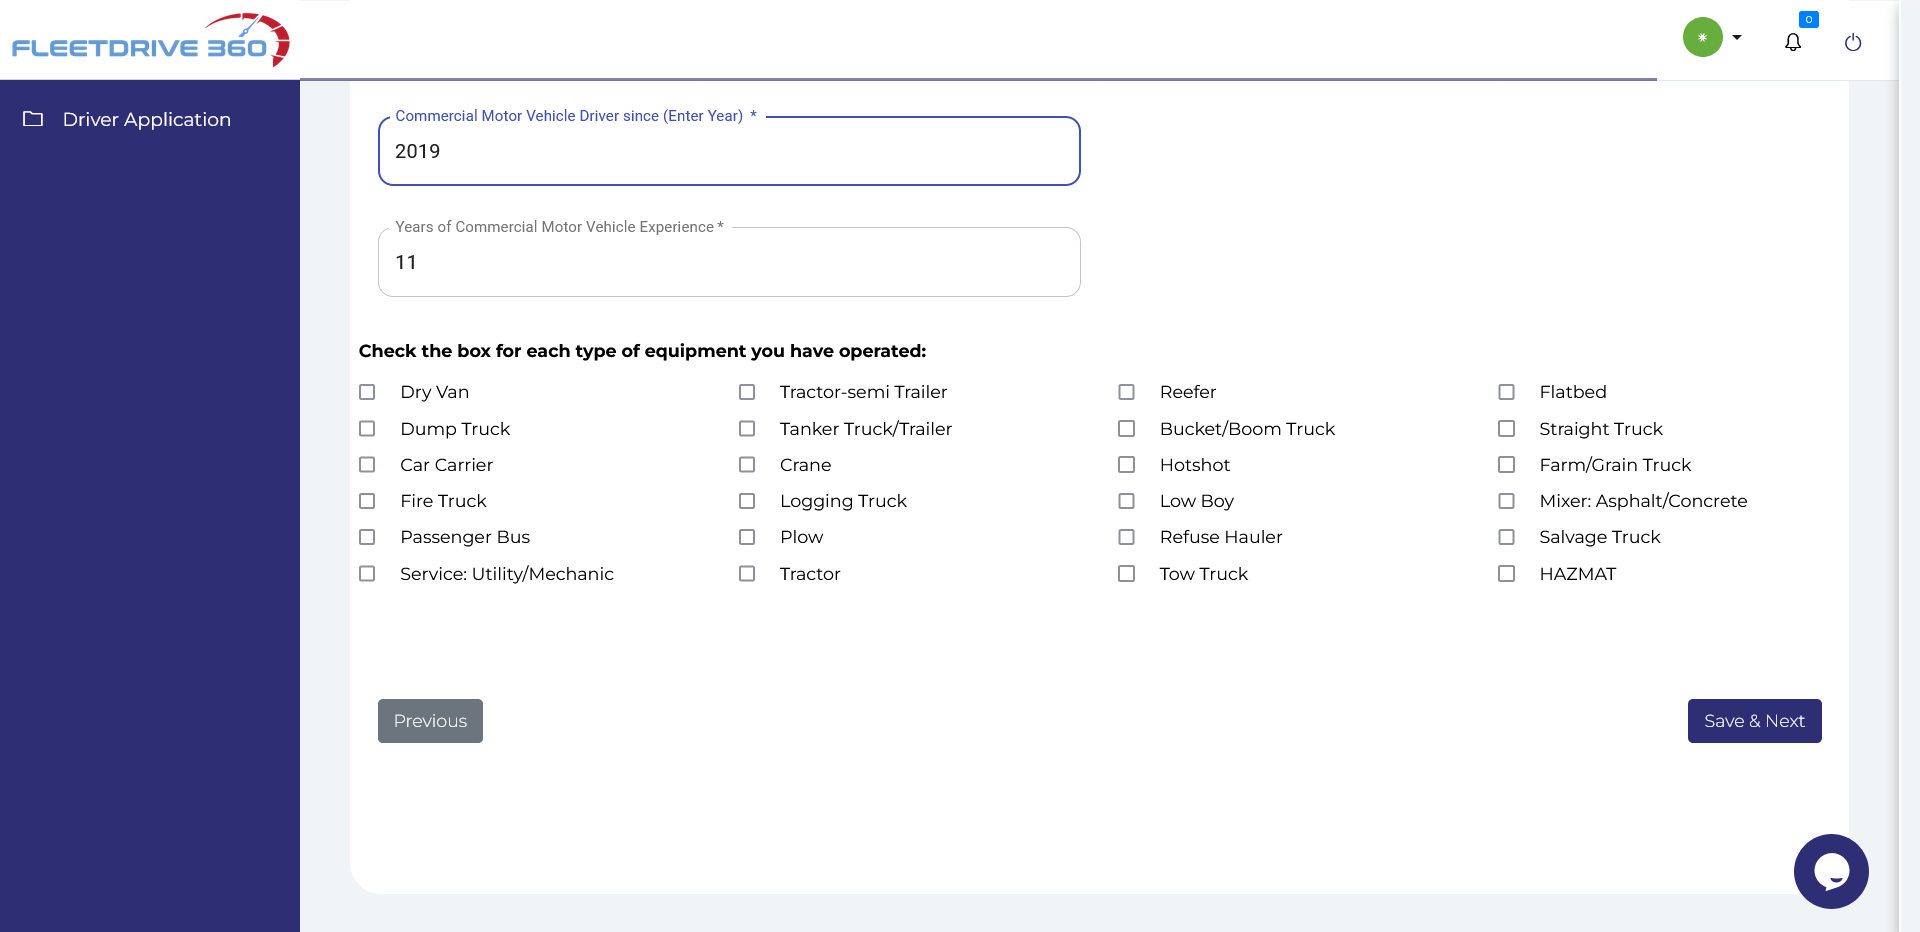 FLEETDRIVE 360
0
Driver Application
Commercial Motor Vehicle Driver since (Enter Year) *
2019
Years of Commercial Motor Vehicle Experience *
11
Check the box for each type of equipment you have operated:
Dry Van Tractor-semi Trailer Reefer Flatbed
Dump Truck Tanker Truck/Trailer Bucket/Boom Truck Straight Truck
Car Carrier Crane Hotshot Farm/Grain Truck
Fire Truck Logging Truck Low Boy Mixer: Asphalt/Concrete
Passenger Bus Plow Refuse Hauler Salvage Truck
Service: Utility/Mechanic Tractor Tow Truck HAZMAT
Previous Save & Next